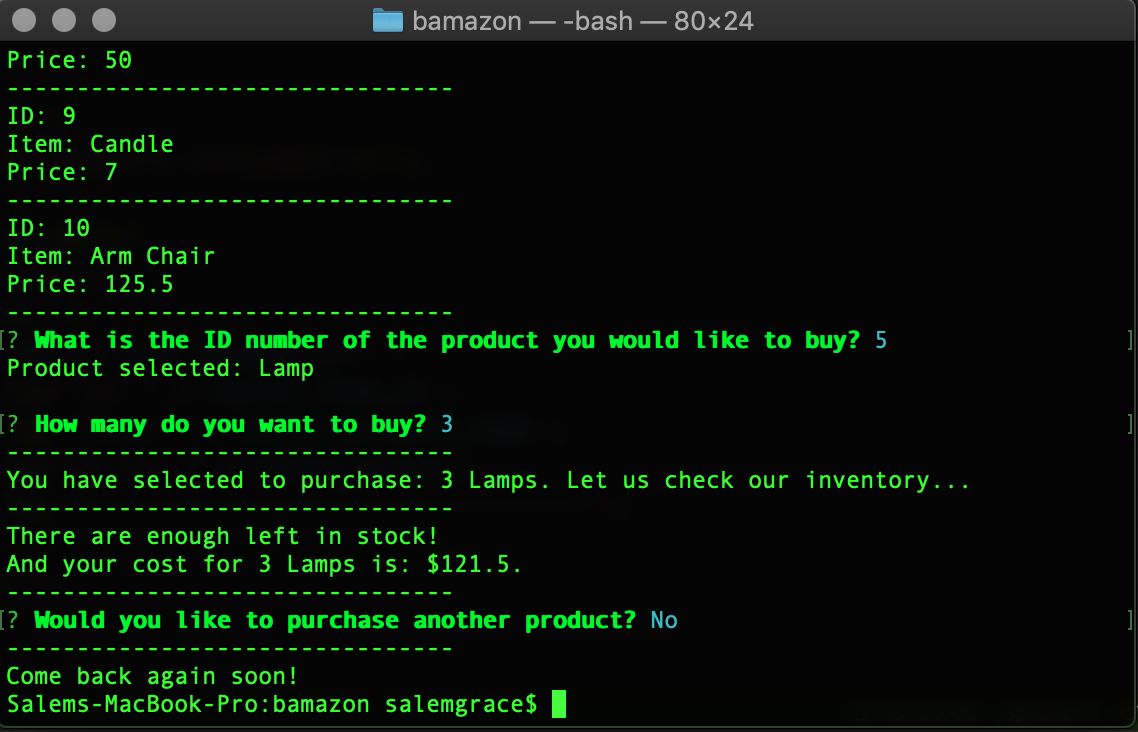 bamazon — -bash — 80×24
Price: 50
--------------------------------
ID: 9
Item: Candle
Price: 7
--------------------------------
ID: 10
Item: Arm Chair
Price: 125.5
--------------------------------
[? What is the ID number of the product you would like to buy? 5 ]
Product selected: Lamp
[? How many do you want to buy? 3 ]
--------------------------------
You have selected to purchase: 3 Lamps. Let us check our inventory...
--------------------------------
There are enough left in stock!
And your cost for 3 Lamps is: $121.5.
--------------------------------
[? Would you like to purchase another product? No ]
--------------------------------
Come back again soon!
Salems-MacBook-Pro:bamazon salemgrace$